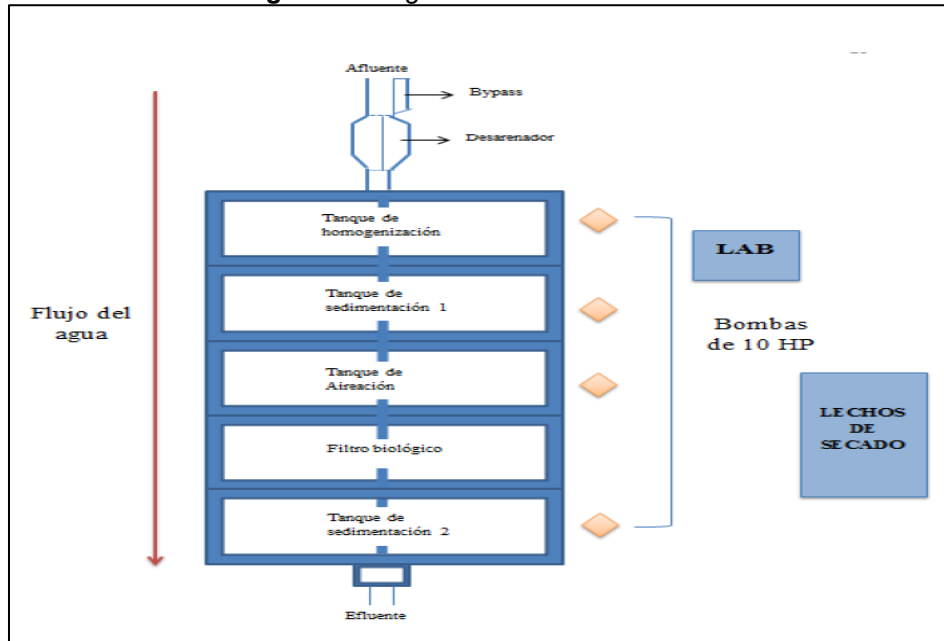 Afluente
Bypass
Desarenador
Tanque de
homogenización
LAB
Tanque de
sedimentación 1
Flujo del
agua
Bombas
de 10 HP
Tanque de
Aireación
LECHOS
DE
SECADO
Filtro biológico
Tanque de
sedimentación 2
Efluente